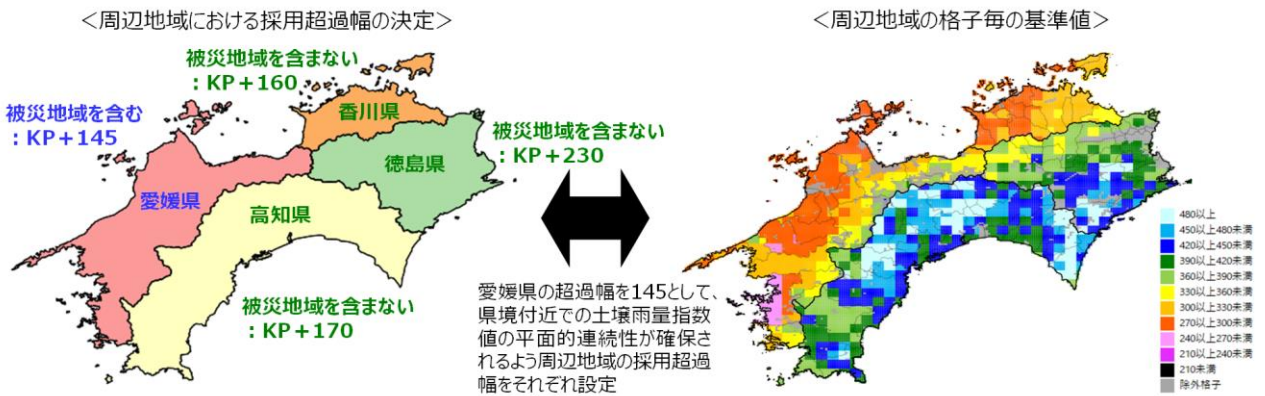 ＜周辺地域における採用超過幅の決定＞
被災地域を含まない
：KP＋160
被災地域を含む
：KP＋145
香川県
被災地域を含まない
：KP＋230
徳島県
愛媛県
高知県
被災地域を含まない
：KP＋170
愛媛県の超過幅を145として、
県境付近での土壌雨量指数
値の平面的連続性が確保さ
れるよう周辺地域の採用超過
幅をそれぞれ設定
＜周辺地域の格子毎の基準値＞
480以上
450以上480未満
420以上450未満
390以上420未満
360以上390未満
330以上360未満
300以上330未満
270以上300未満
240以上270未満
210以上240未満
210未満
除外格子